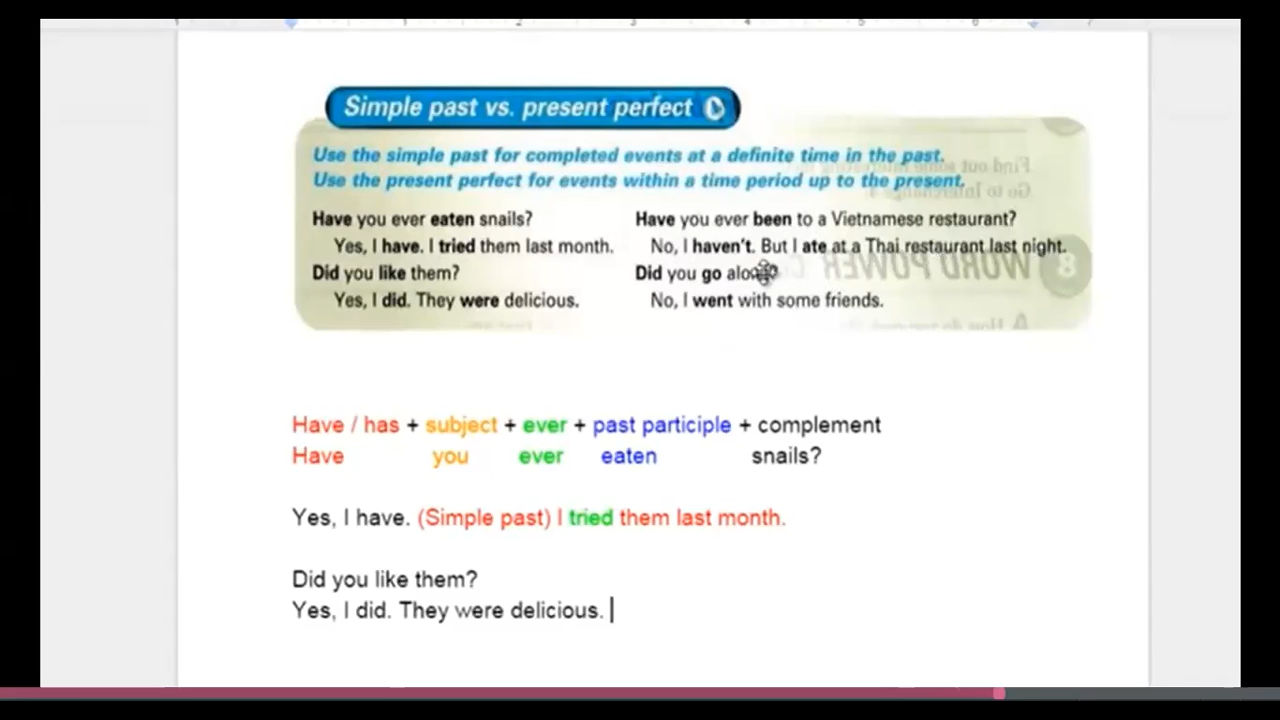 Simple past vs. present perfect
Use the simple past for completed events at a definite time in the past.
Use the present perfect for events within a time period up to the present.
Have you ever eaten snails?
Yes, I have. I tried them last month.
Did you like them?
Yes, I did. They were delicious.
Have you ever been to a Vietnamese restaurant?
No, I haven't. But I ate at a Thai restaurant last night.
Did you go
No, I went with some friends.
WORD POWER
8
Have / has + subject + ever + past participle + complement
Have you ever eaten snails?
Yes, I have. (Simple past) I tried them last month.
Did you like them?
Yes, I did. They were delicious.